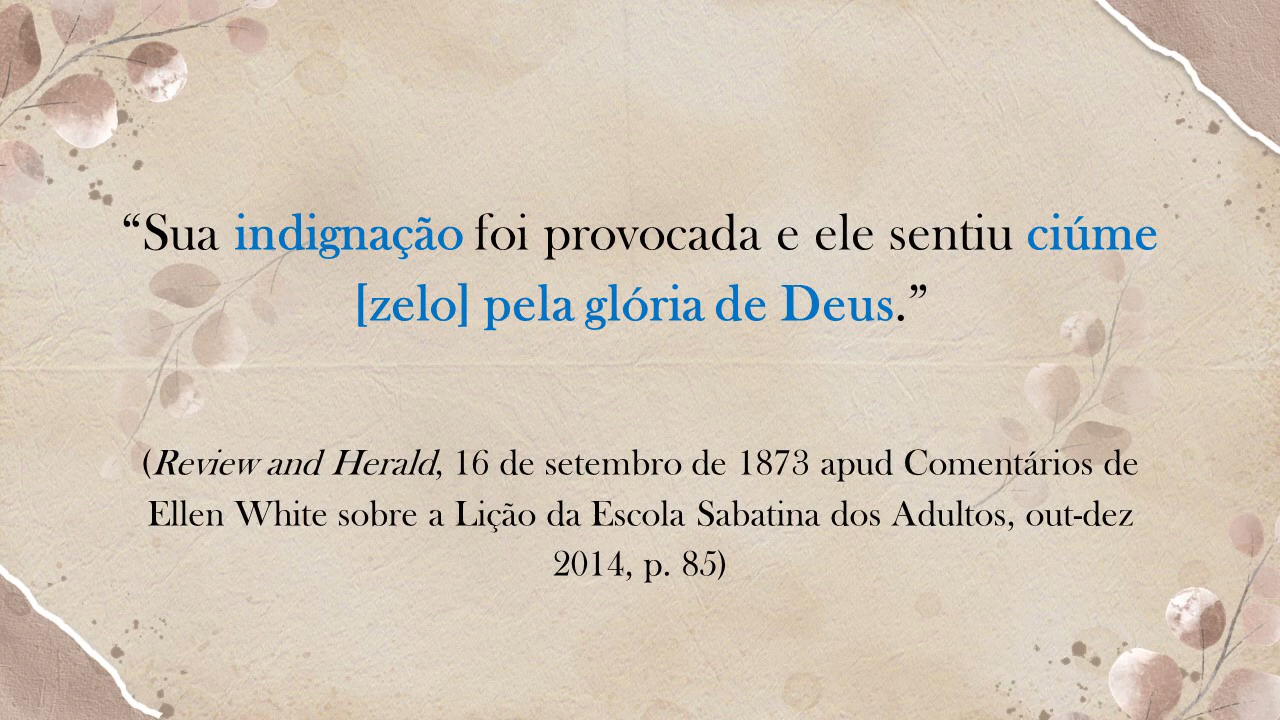 “Sua indignação foi provocada e ele sentiu ciúme
[zelo] pela glória de Deus.”
(Review and Herald, 16 de setembro de 1873 apud Comentários de
Ellen White sobre a Lição da Escola Sabatina dos Adultos, out-dez
2014, p. 85)